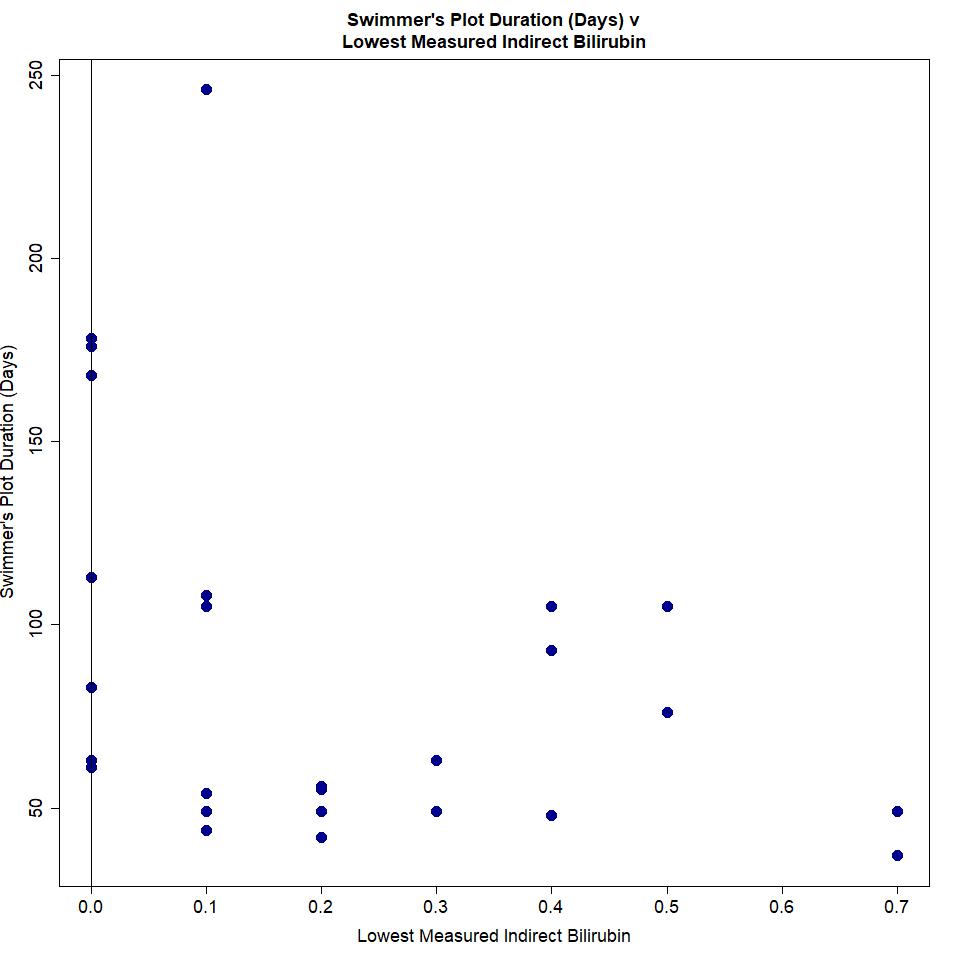 Swimmer's Plot Duration (Days) v
Lowest Measured Indirect Bilirubin
250
200
150
100
50
Swimmer's Plot Duration (Days)
0.0 0.1 0.2 0.3 0.4 0.5 0.6 0.7
Lowest Measured Indirect Bilirubin